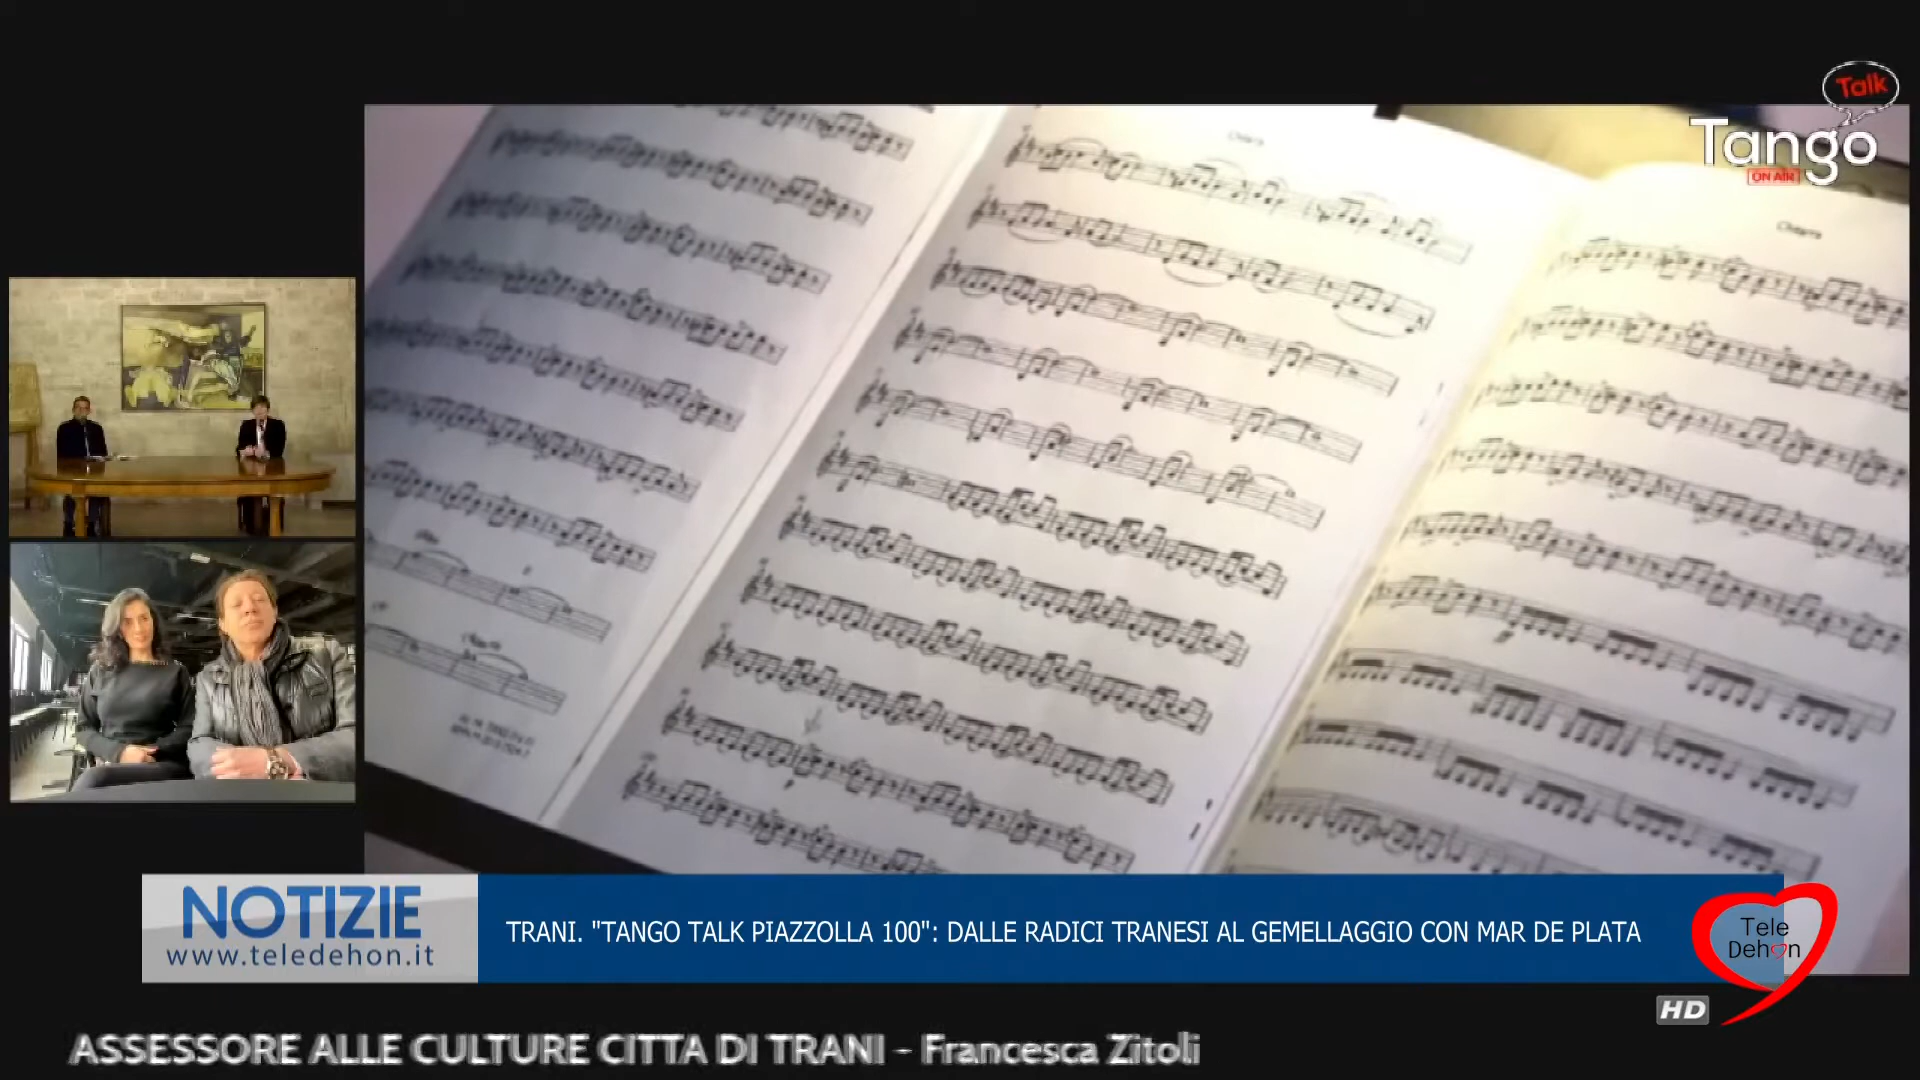 Talk
Tango
ON AIR
NOTIZIE
www.teledehon.it
TRANI. "TANGO TALK PIAZZOLLA 100": DALLE RADICI TRANESI AL GEMELLAGGIO CON MAR DE PLATA
Tele
Dehon
HD
ASSESSORE ALLE CULTURE CITTA DI TRANI - Francesca Zitoli